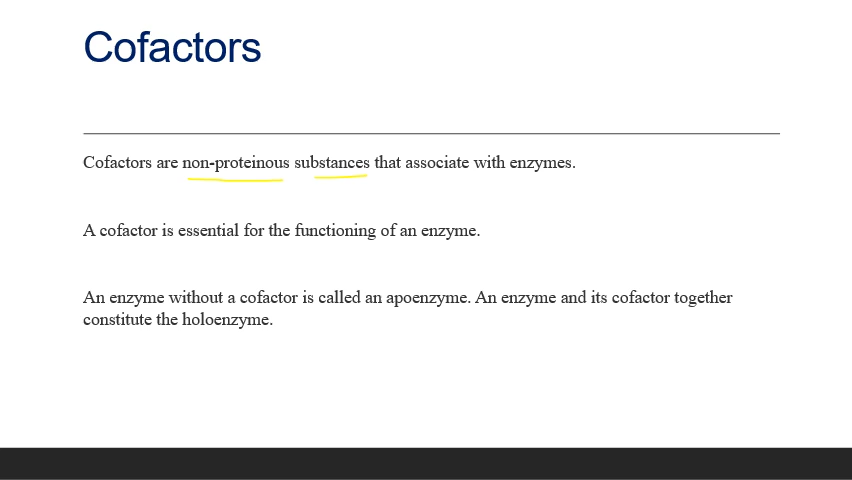 Cofactors
Cofactors are non-proteinous substances that associate with enzymes.
A cofactor is essential for the functioning of an enzyme.
An enzyme without a cofactor is called an apoenzyme. An enzyme and its cofactor together
constitute the holoenzyme.